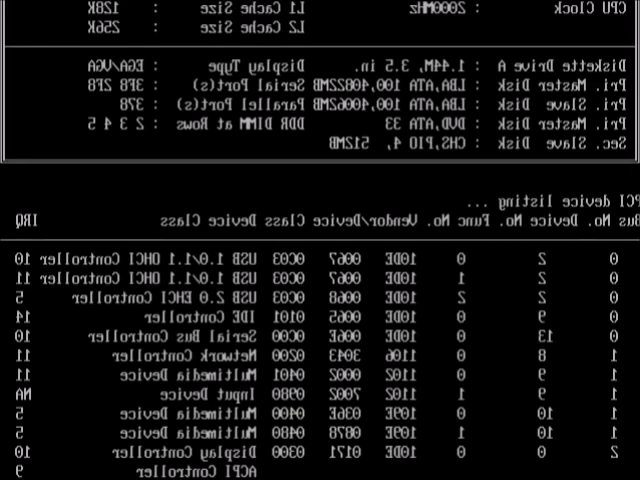 CPU Clock : 2000MHz L1 Cache Size : 128K
L2 Cache Size : 256K
Diskette Drive A : 1.44M, 3.5 in. Display Type : EGA/VGA
Pri. Master Disk : LBA,ATA 100,40822MB Serial Port(s) : 3F8 2F8
Pri. Slave Disk : LBA,ATA 100,40062MB Parallel Port(s) : 378
Pri. Master Disk : DVD,ATA 33 DDR DIMM at Rows : 2 3 4 5
Sec. Slave Disk : CHS,PIO 4, 512MB
PCI device listing ...
Bus No. Device No. Func No. Vendor/Device Class Device Class IRQ
0 2 0 10DE 0067 0C03 USB 1.0/1.1 OHCI Controller 10
0 2 1 10DE 0067 0C03 USB 1.0/1.1 OHCI Controller 11
0 2 2 10DE 0068 0C03 USB 2.0 EHCI Controller 5
0 9 0 10DE 0065 0101 IDE Controller 14
0 13 0 10DE 006E 0C00 Serial Bus Controller 10
1 8 0 1106 3043 0200 Network Controller 11
1 9 0 1102 0002 0401 Multimedia Device 11
1 9 1 1102 7002 0980 Input Device NA
1 10 0 109E 036E 0400 Multimedia Device 5
1 10 1 109E 0878 0480 Multimedia Device 5
2 0 0 10DE 0171 0300 Display Controller 10
ACPI Controller 9